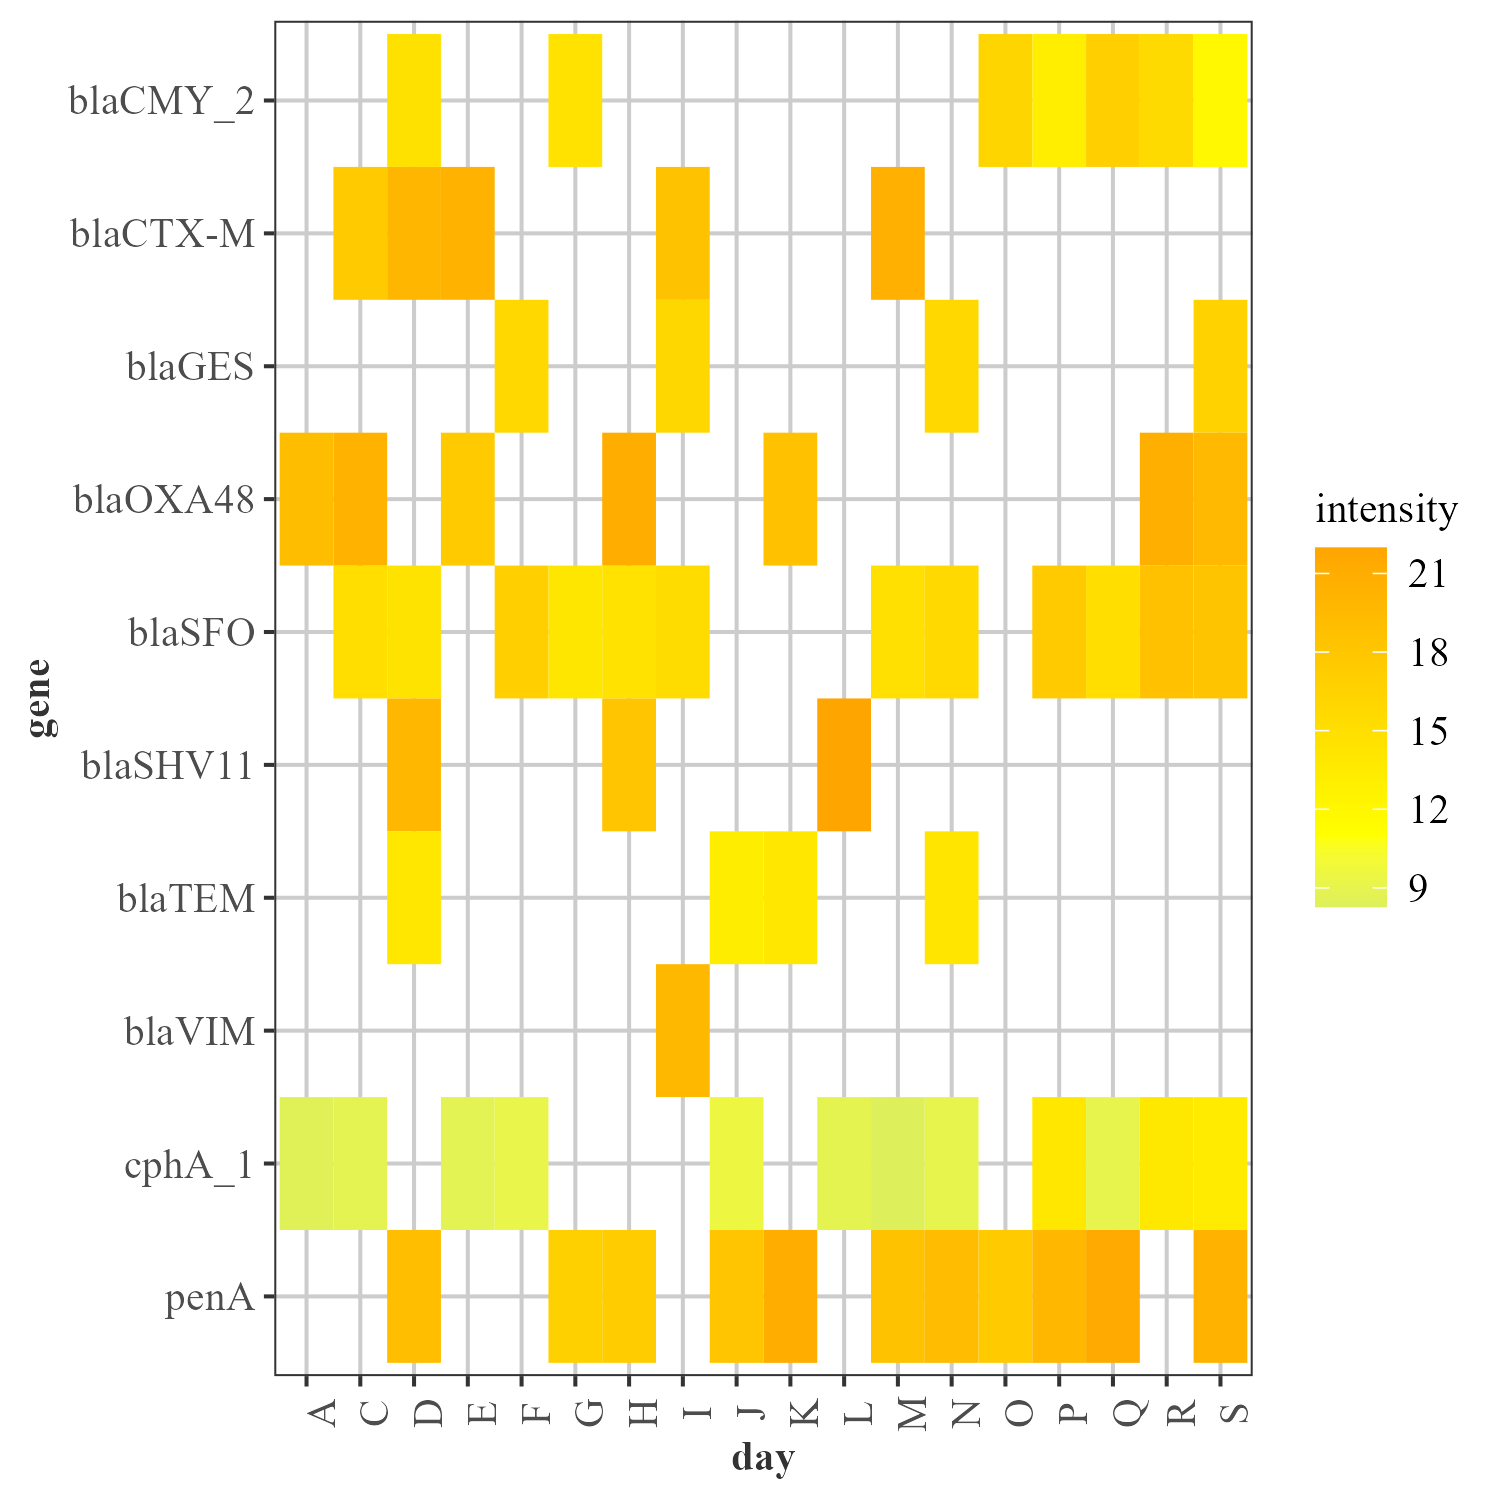 blaCMY_2
blaCTX-M
blaGES
blaOXA48
blaSFO
blaSHV11
blaTEM
blaVIM
cphA_1
penA
gene
A C D E F G H I J K L M N O P Q R S
day
intensity
21
18
15
12
9